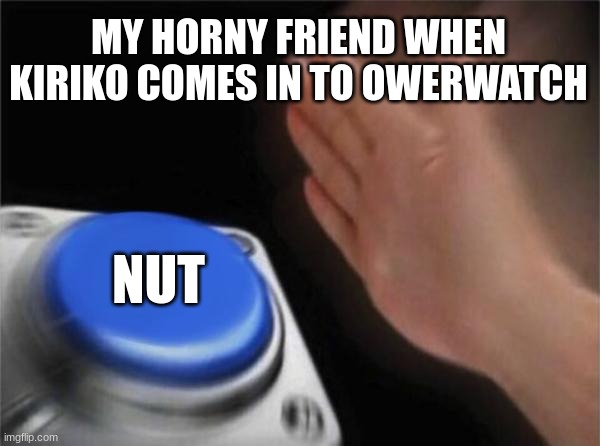 MY HORNY FRIEND WHEN
KIRIKO COMES IN TO OWERWATCH
NUT
imgflip.com